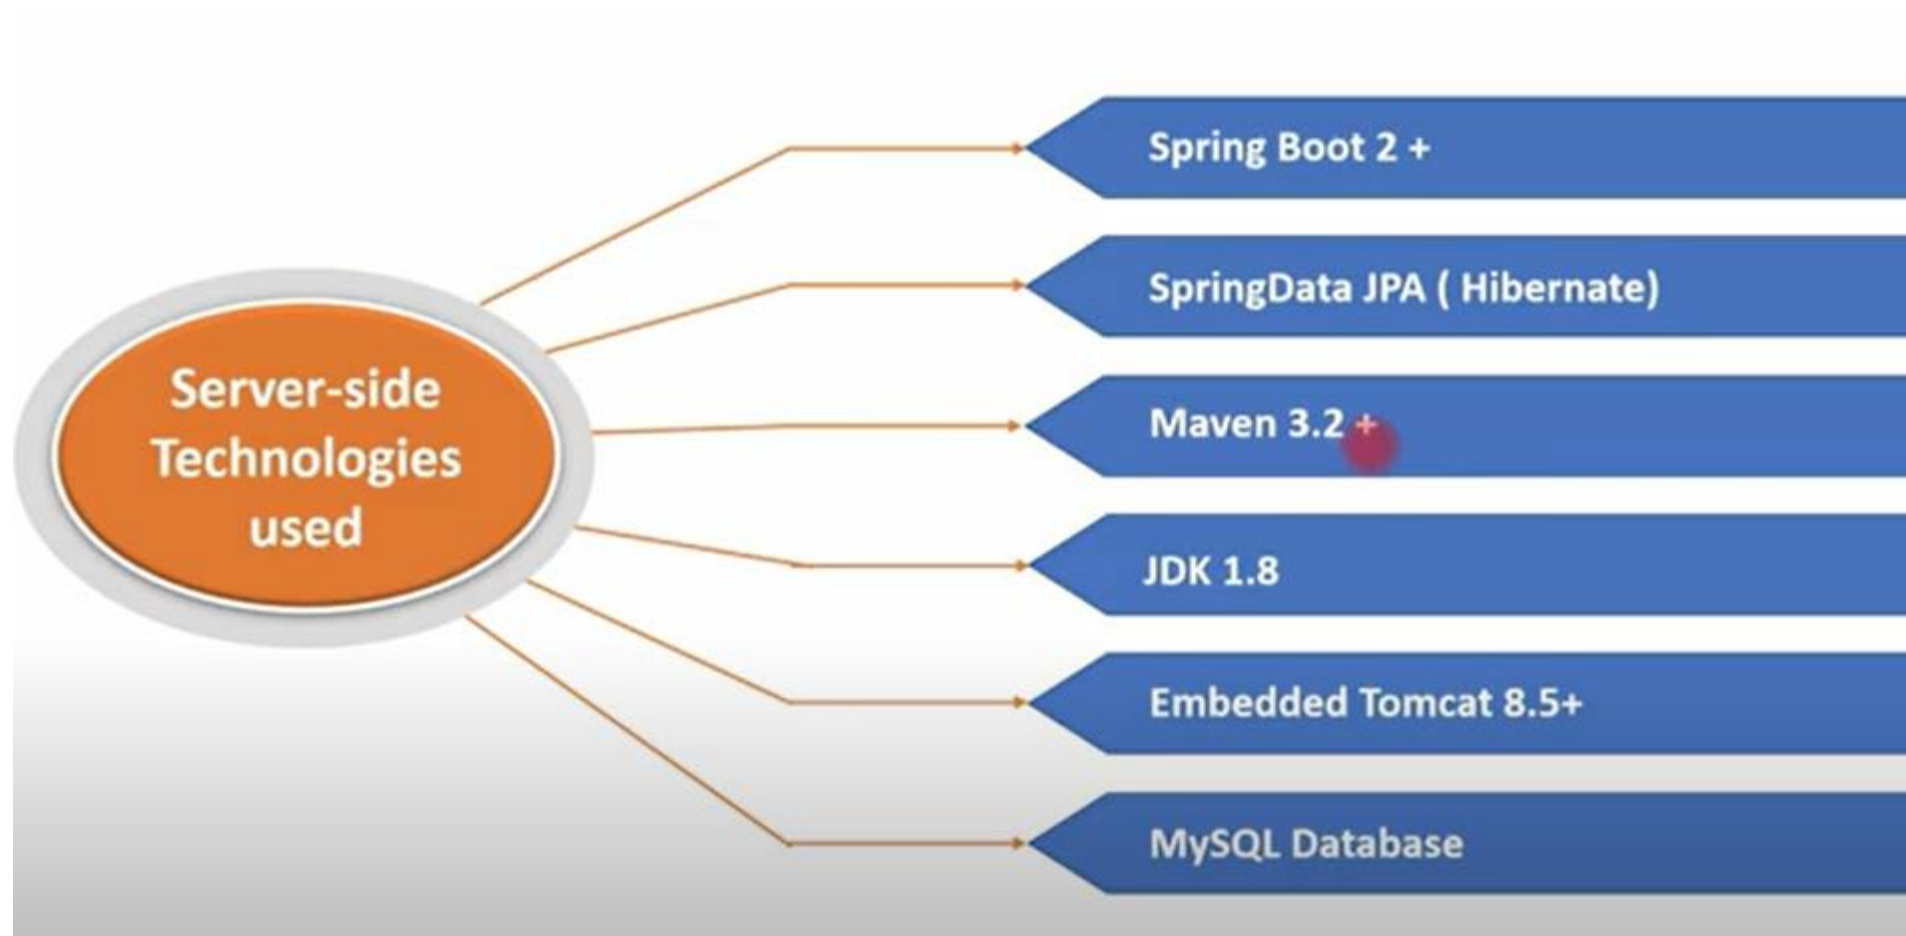 Server-side
Technologies
used
Spring Boot 2 +
SpringData JPA ( Hibernate)
Maven 3.2 +
JDK 1.8
Embedded Tomcat 8.5+
MySQL Database